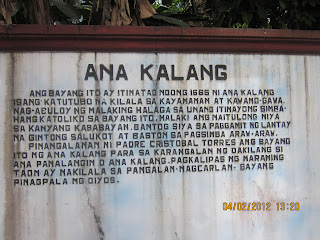 ANA KALANG
ANG BAYANG ITO AY ITINATAG NOONG 1695 NI ANA KALANG
ISANG KATUTUBO NA KILALA SA KAYAMANAN AT KAWANG-GAWA.
NAG-ABULOY NG MALAKING HALAGA SA UNANG ITIMAYONG SIMBA-
HANG KATOLIKO SA BAYANG ITO. MALAKI ANG NAITULONG NIYA
SA KANYANG KABABAYAN. BANTOG SIYA SA PAGGAMIT NG LANTAY
NA GINTONG SALUKOT AT BASTON SA PAGSIMBA ARAW-ARAW.
PINANGALANAN NI PADRE CRISTOBAL TORRES ANG BAYANG
ITO NG ANA KALANG PARA SA KARANGALAN NG DAKILANG SI
ANA PANALANGIN O ANA KALANG. PAGKALIPAS NG MARAMING
TAON AY NAKILALA SA PANGALAN-NAGCARLAN-BAYANG
PINAGPALA NG DIYOS.
04/02/2012 13:20